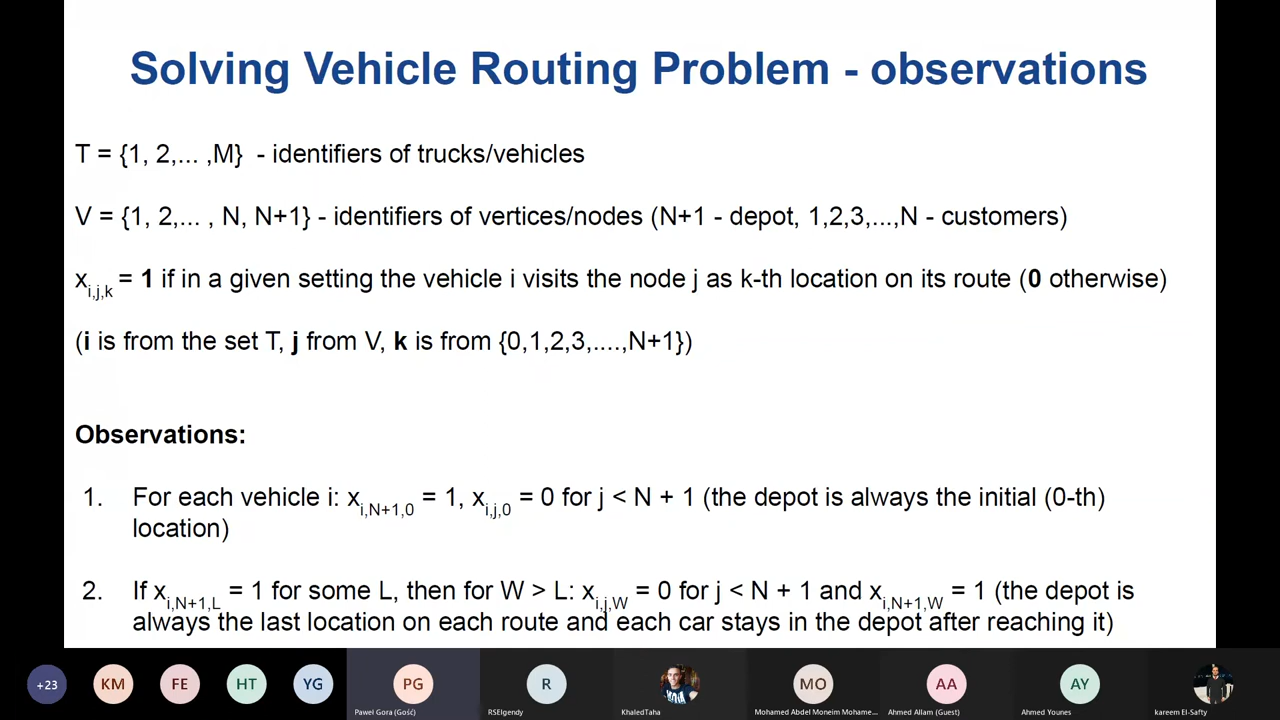 Solving Vehicle Routing Problem - observations
T = {1, 2,... ,M} - identifiers of trucks/vehicles
V = {1, 2,... , N, N+1} - identifiers of vertices/nodes (N+1 - depot, 1,2,3,...,N - customers)
x_{i,j,k} = 1 if in a given setting the vehicle i visits the node j as k-th location on its route (0 otherwise)
(i is from the set T, j from V, k is from {0,1,2,3,....,N+1})
Observations:
1. For each vehicle i: x_{i,N+1,0} = 1, x_{i,j,0} = 0 for j < N + 1 (the depot is always the initial (0-th)
location)
2. If x_{i,N+1,L} = 1 for some L, then for W > L: x_{i,j,W} = 0 for j < N + 1 and x_{i,N+1,W} = 1 (the depot is
always the last location on each route and each car stays in the depot after reaching it)
+23 KM FE HT YG PG R MO AA AY
Paweł Gora (Gość) RSElgendy KhaledTaha Mohamed Abdel Moneim Mohame... Ahmed Allam (Guest) Ahmed Younes kareem El-Safty